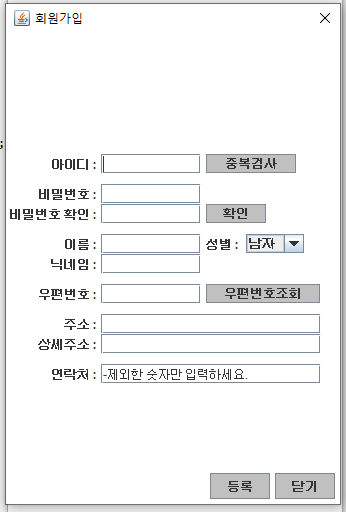 회원가입
아이디 : 중복검사
비밀번호 :
비밀번호 확인 : 확인
이름 : 성별 : 남자
닉네임 :
우편번호 : 우편번호조회
주소 :
상세주소 :
연락처 : -제외한 숫자만 입력하세요.
등록 닫기